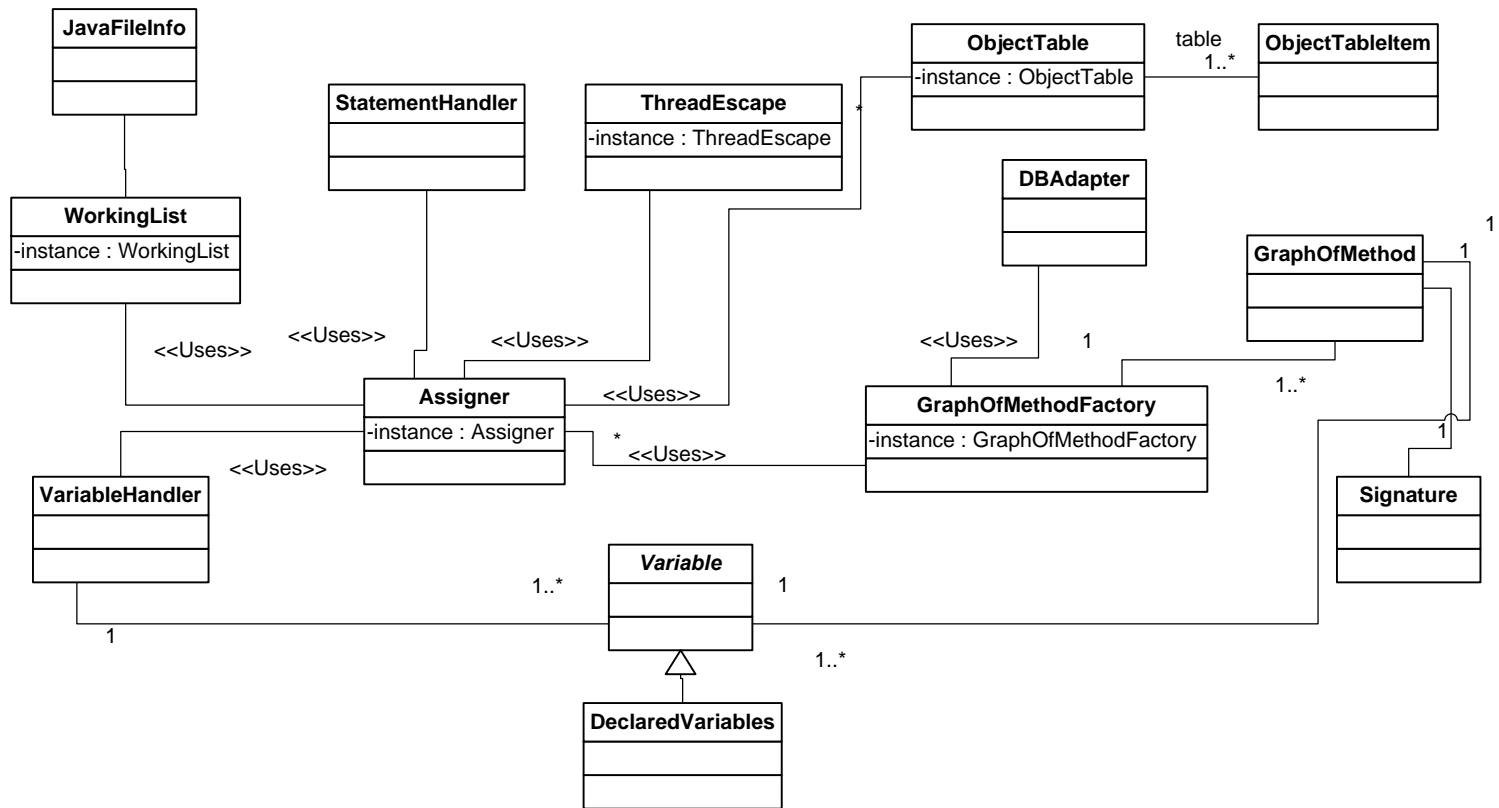 JavaFileInfo
ObjectTable
-instance : ObjectTable
table
1..*
ObjectTableItem
StatementHandler
ThreadEscape
-instance : ThreadEscape
*
DBAdapter
WorkingList
-instance : WorkingList
GraphOfMethod
1
1
<<Uses>>
<<Uses>>
<<Uses>>
<<Uses>>
1
1..*
Assigner
-instance : Assigner
<<Uses>>
GraphOfMethodFactory
-instance : GraphOfMethodFactory
*
<<Uses>>
1
<<Uses>>
VariableHandler
Signature
Variable
1..*
1
1
1..*
DeclaredVariables